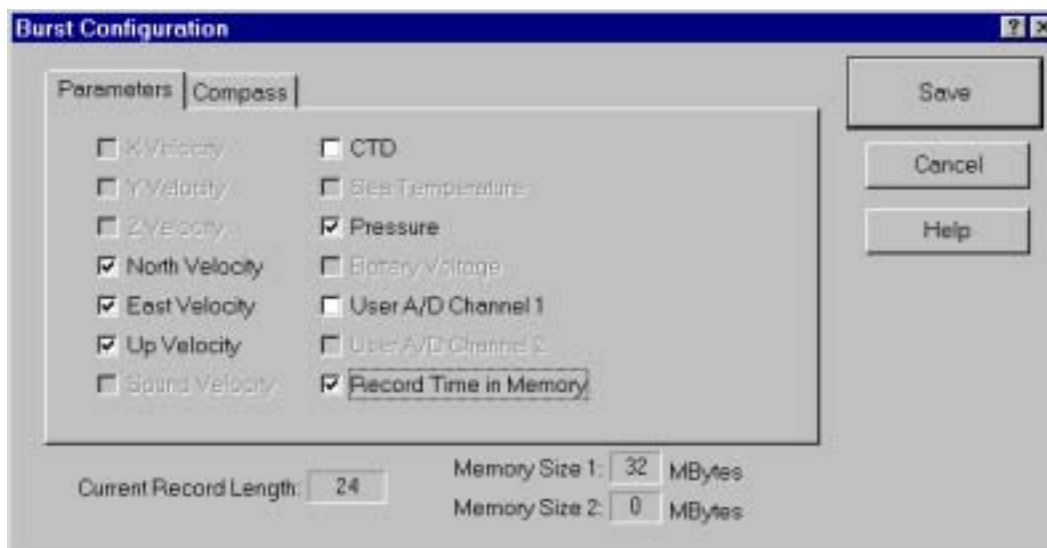 Burst Configuration
Parameters
Compass
X Velocity
Y Velocity
Z Velocity
North Velocity
East Velocity
Up Velocity
Sound Velocity
CTD
Temperature
Pressure
Battery Voltage
User A/D Channel 1
User A/D Channel 2
Record Time in Memory
Save
Cancel
Help
Current Record Length: 24
Memory Size 1: 32 MBytes
Memory Size 2: 0 MBytes